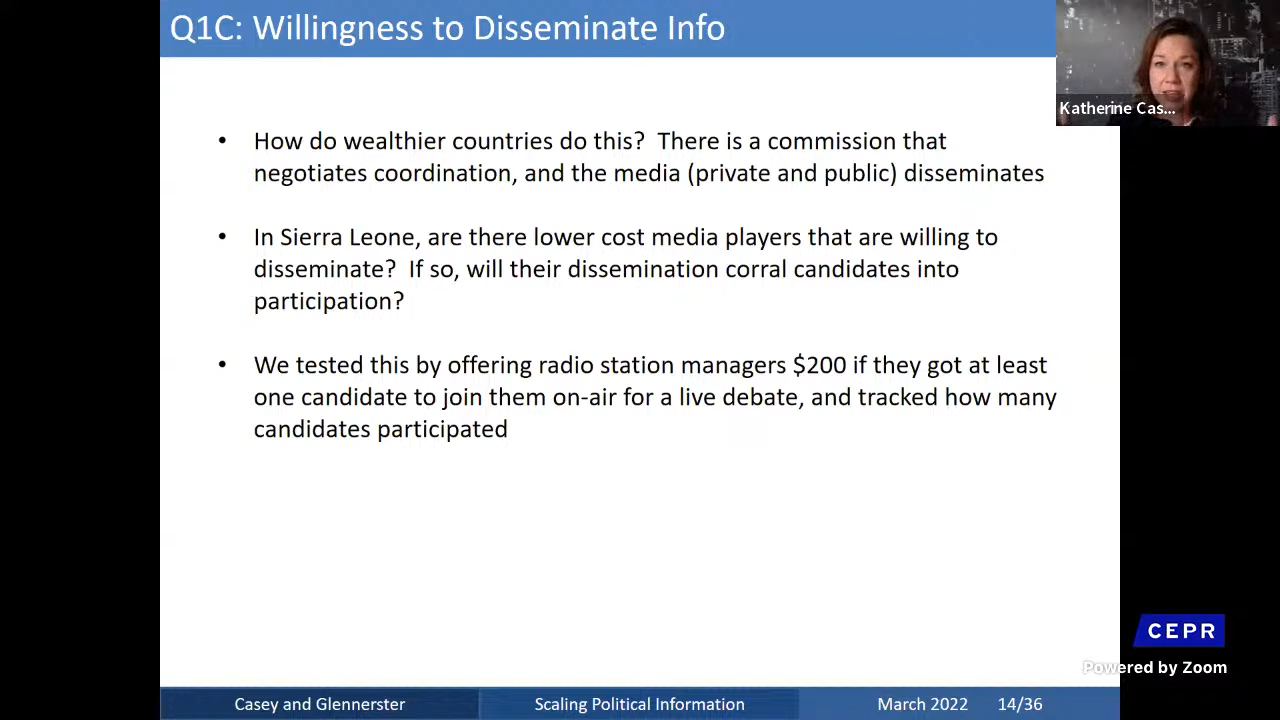 Q1C: Willingness to Disseminate Info
Katherine Cas...
• How do wealthier countries do this? There is a commission that
negotiates coordination, and the media (private and public) disseminates
• In Sierra Leone, are there lower cost media players that are willing to
disseminate? If so, will their dissemination corral candidates into
participation?
• We tested this by offering radio station managers $200 if they got at least
one candidate to join them on-air for a live debate, and tracked how many
candidates participated
CEPR
Powered by Zoom
Casey and Glennerster
Scaling Political Information
March 2022 14/36